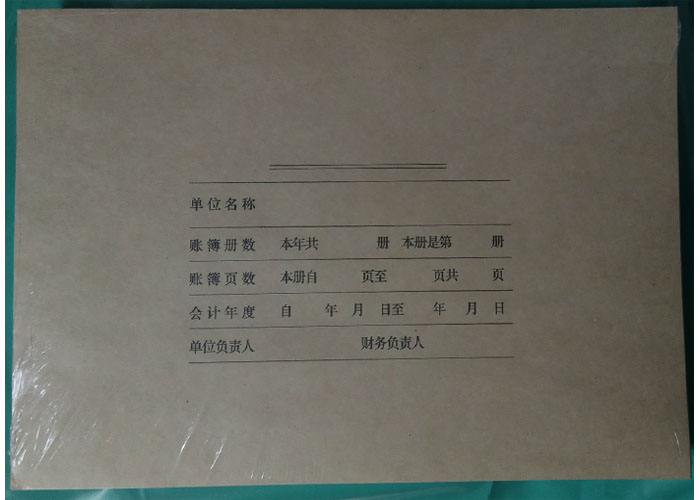 单位名称
账簿册数 本年共 册 本册是第 册
账簿页数 本册自 页至 页共 页
会计年度 自 年 月 日至 年 月 日
单位负责人 财务负责人